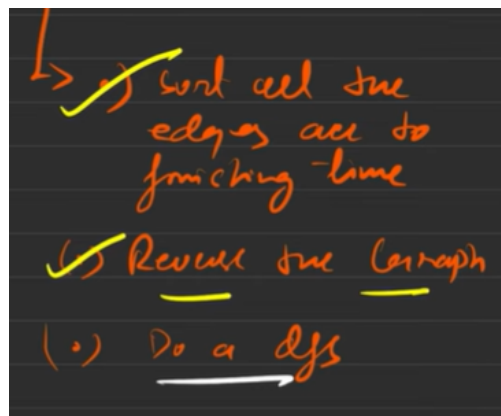 •) Sort all the
edges acc to
finishing time
(•) Reverse the Graph
(•) Do a dfs